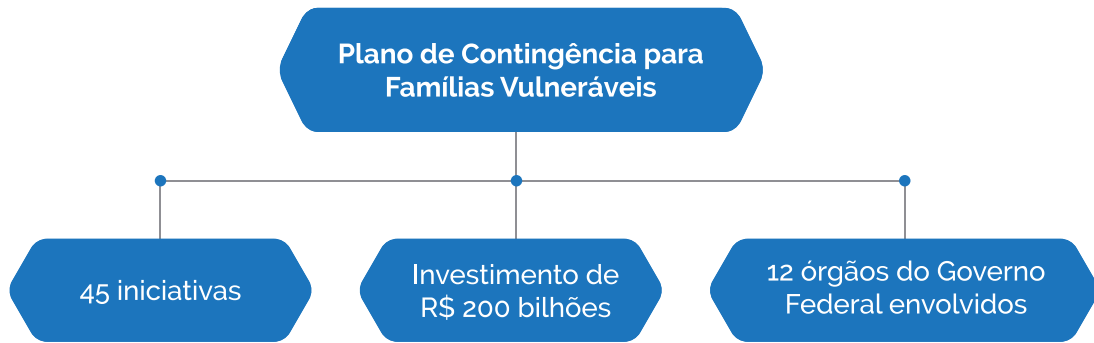 Plano de Contingência para
Famílias Vulneráveis
45 iniciativas
Investimento de
R$ 200 bilhões
12 órgãos do Governo
Federal envolvidos